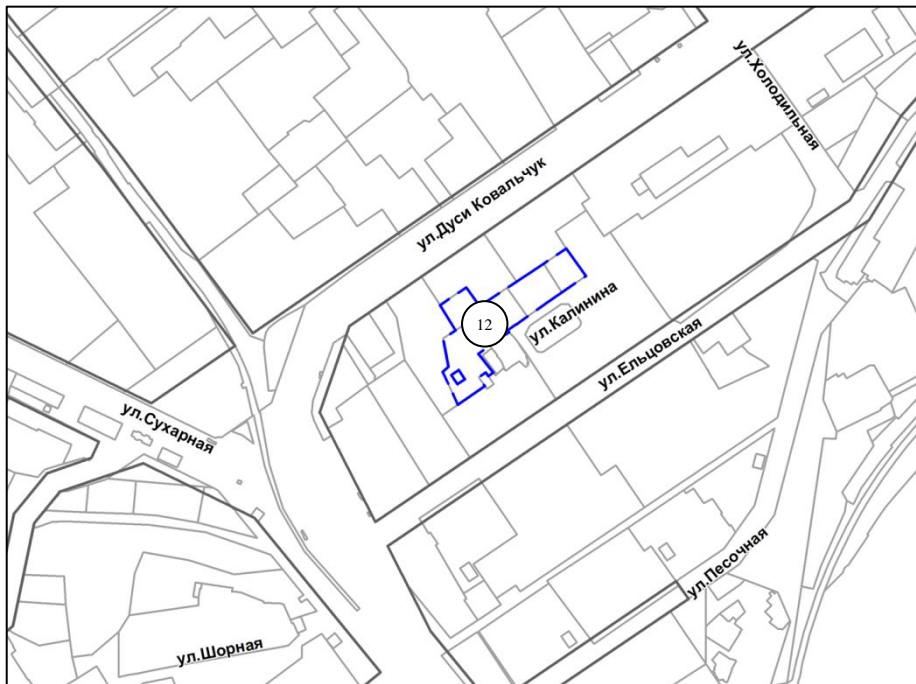 ул.Холодильная
ул.Дуси Ковальчук
12
ул.Калинина
ул.Ельцовская
ул.Сухарная
ул.Песочная
ул.Шорная